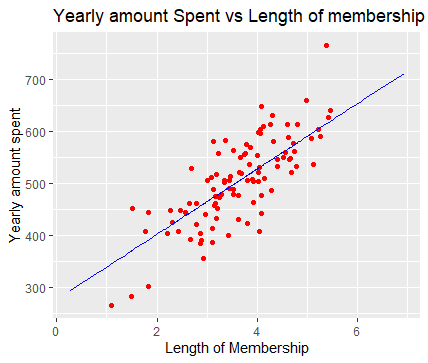 Yearly amount Spent vs Length of membership
Yearly amount spent
700
600
500
400
300
0 2 4 6
Length of Membership